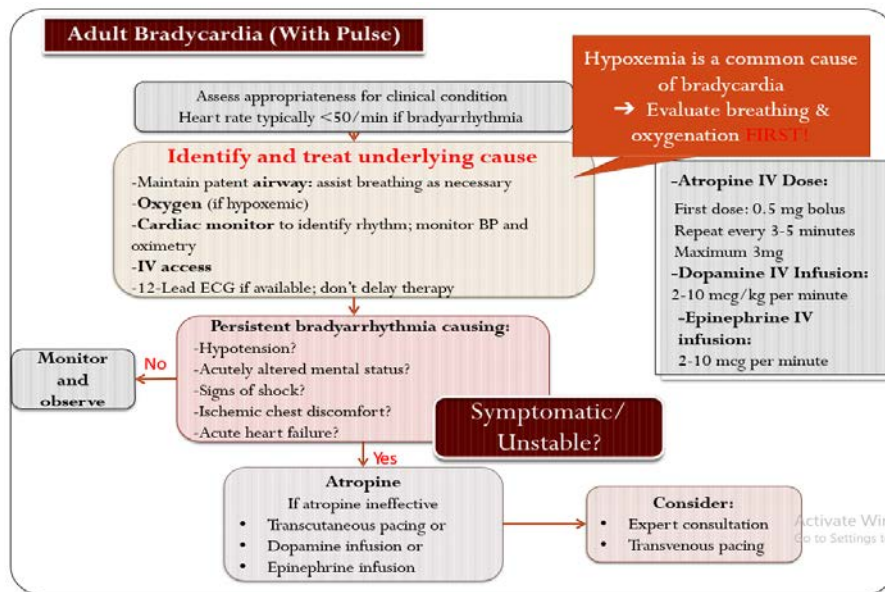 Adult Bradycardia (With Pulse)
Hypoxemia is a common cause
of bradycardia
➔ Evaluate breathing &
oxygenation FIRST!
Assess appropriateness for clinical condition
Heart rate typically <50/min if bradyarrhythmia
Identify and treat underlying cause
-Maintain patent airway: assist breathing as necessary
-Oxygen (if hypoxemic)
-Cardiac monitor to identify rhythm; monitor BP and
oximetry
-IV access
-12-Lead ECG if available; don't delay therapy
-Atropine IV Dose:
First dose: 0.5 mg bolus
Repeat every 3-5 minutes
Maximum 3mg
-Dopamine IV Infusion:
2-10 mcg/kg per minute
-Epinephrine IV
infusion:
2-10 mcg per minute
Persistent bradyarrhythmia causing:
-Hypotension?
-Acutely altered mental status?
-Signs of shock?
-Ischemic chest discomfort?
-Acute heart failure?
No
Monitor
and
observe
Symptomatic/
Unstable?
Yes
Atropine
If atropine ineffective
• Transcutaneous pacing or
• Dopamine infusion or
• Epinephrine infusion
Consider:
• Expert consultation
• Transvenous pacing
Activate Win
Go to Settings t